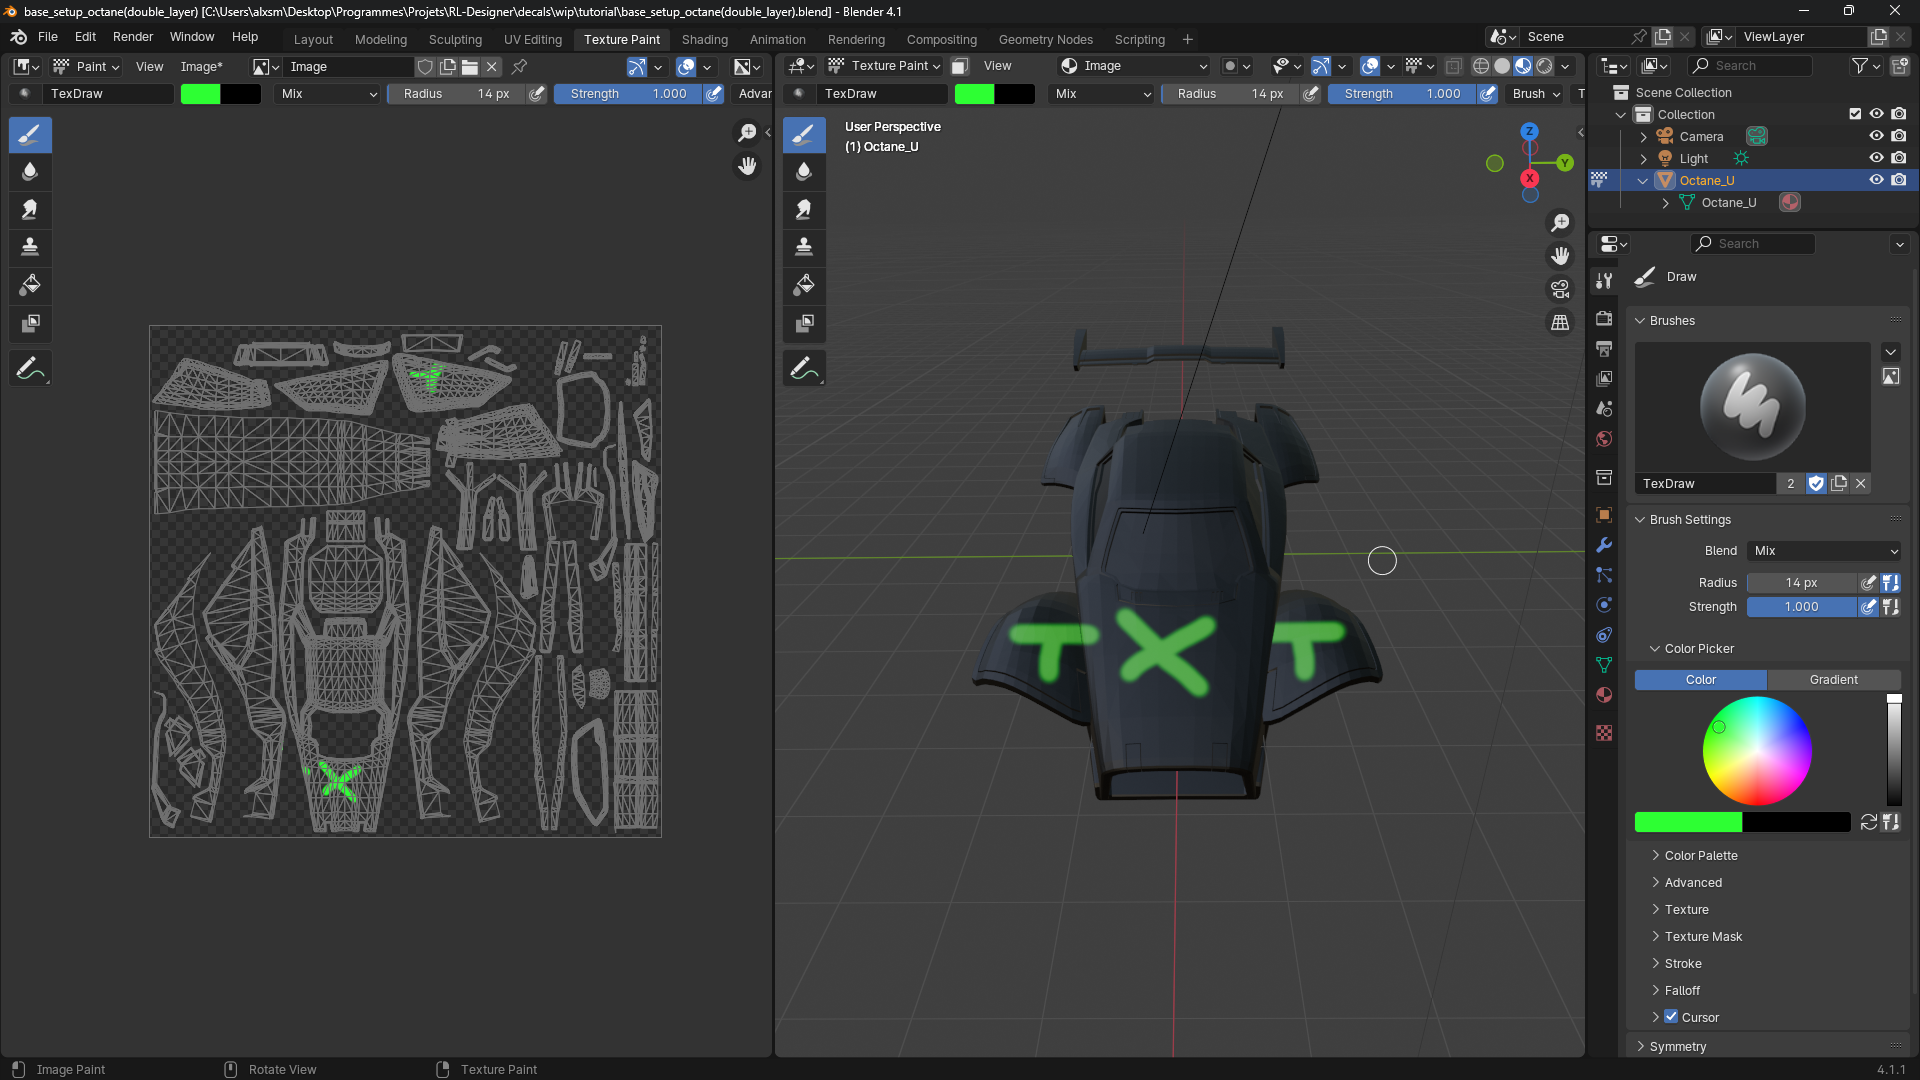 base_setup_octane(double_layer) [C:\Users\alxsm\Desktop\Programmes\Projets\RL-Designer\decals\wip\tutorial\base_setup_octane(double_layer).blend] - Blender 4.1
File Edit Render Window Help Layout Modeling Sculpting UV Editing Texture Paint Shading Animation Rendering Compositing Geometry Nodes Scripting + Scene ViewLayer
Paint View Image* Image
TexDraw Mix Radius 14 px Strength 1.000 Advar
Texture Paint View Image
TexDraw Mix Radius 14 px Strength 1.000 Brush T
User Perspective
(1) Octane_U
Z
Y
X
T X T
T
X
Search
Scene Collection
Collection
Camera
Light
Octane_U
Octane_U
Search
Draw
Brushes
TexDraw 2
Brush Settings
Blend Mix
Radius 14 px
Strength 1.000
Color Picker
Color Gradient
Color Palette
Advanced
Texture
Texture Mask
Stroke
Falloff
Cursor
Symmetry
Image Paint Rotate View Texture Paint 4.1.1